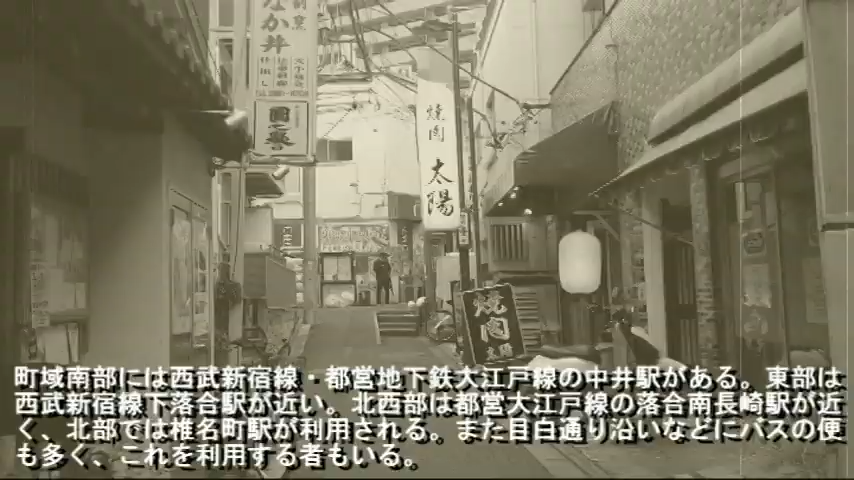 なか井
焼肉
太陽
焼肉
太陽
町域南部には西武新宿線・都営地下鉄大江戸線の中井駅がある。東部は
西武新宿線下落合駅が近い。北西部は都営大江戸線の落合南長崎駅が近
く、北部では椎名町駅が利用される。また目白通り沿いなどにバスの便
も多く、これを利用する者もいる。